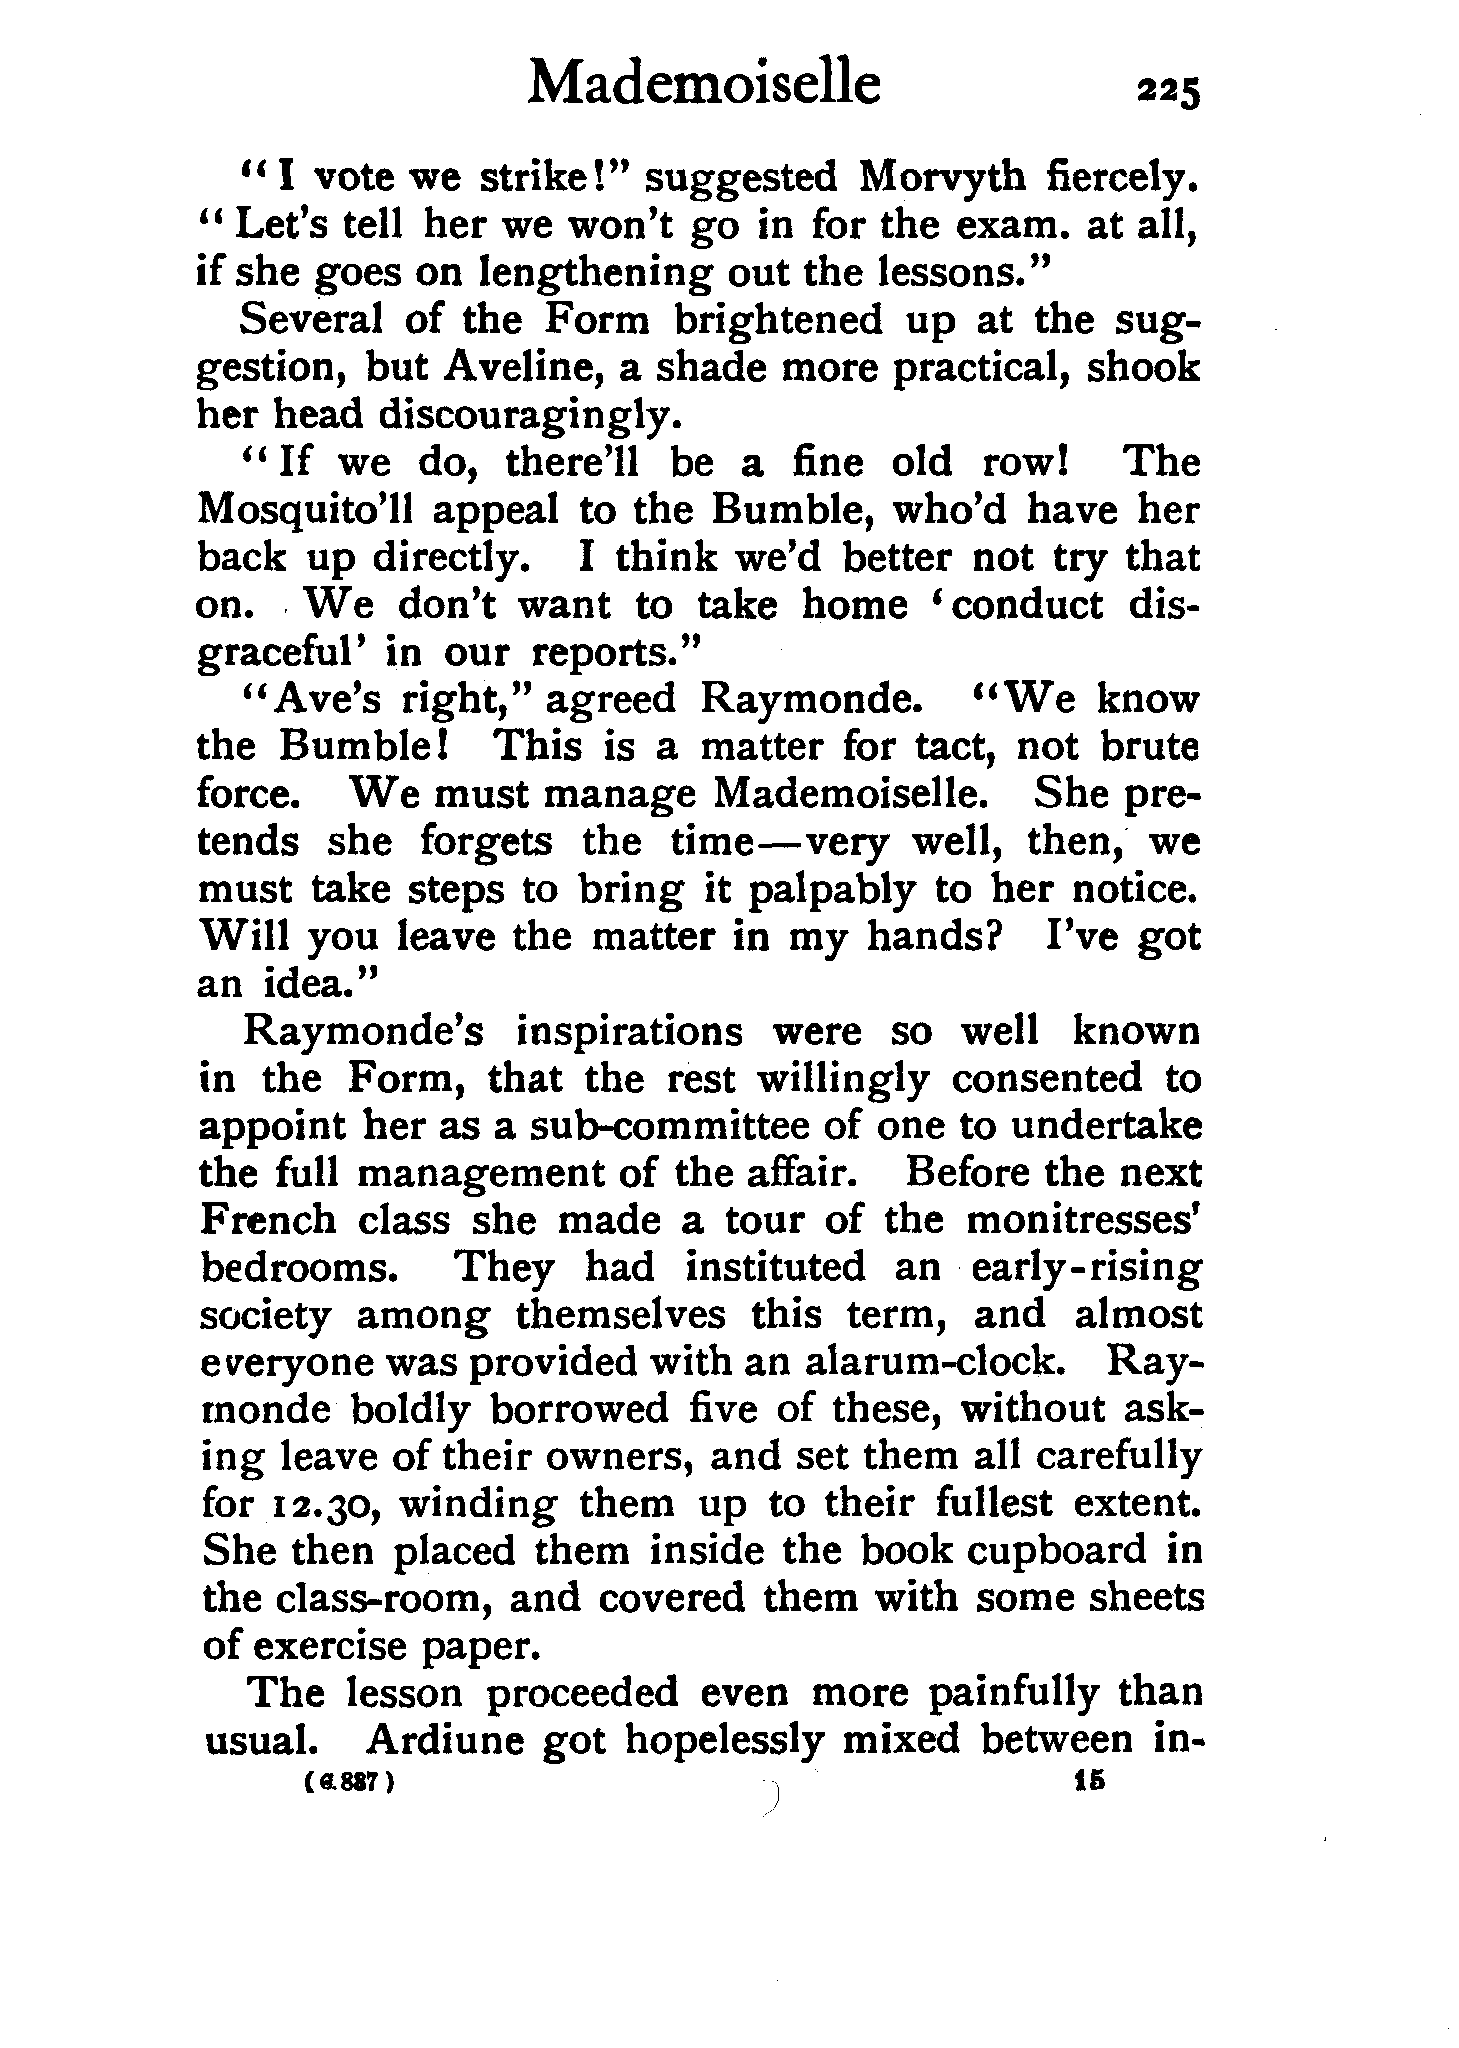 Mademoiselle 225
“I vote we strike!” suggested Morvyth fiercely.
“Let's tell her we won't go in for the exam. at all,
if she goes on lengthening out the lessons.”
Several of the Form brightened up at the sug-
gestion, but Aveline, a shade more practical, shook
her head discouragingly.
“If we do, there'll be a fine old row! The
Mosquito'll appeal to the Bumble, who'd have her
back up directly. I think we'd better not try that
on. We don't want to take home ‘conduct dis-
graceful’ in our reports.”
“Ave's right,” agreed Raymonde. “We know
the Bumble! This is a matter for tact, not brute
force. We must manage Mademoiselle. She pre-
tends she forgets the time—very well, then, we
must take steps to bring it palpably to her notice.
Will you leave the matter in my hands? I've got
an idea.”
Raymonde's inspirations were so well known
in the Form, that the rest willingly consented to
appoint her as a sub-committee of one to undertake
the full management of the affair. Before the next
French class she made a tour of the monitresses'
bedrooms. They had instituted an early-rising
society among themselves this term, and almost
everyone was provided with an alarum-clock. Ray-
monde boldly borrowed five of these, without ask-
ing leave of their owners, and set them all carefully
for 12.30, winding them up to their fullest extent.
She then placed them inside the book cupboard in
the class-room, and covered them with some sheets
of exercise paper.
The lesson proceeded even more painfully than
usual. Ardiune got hopelessly mixed between in-
(G887) 15